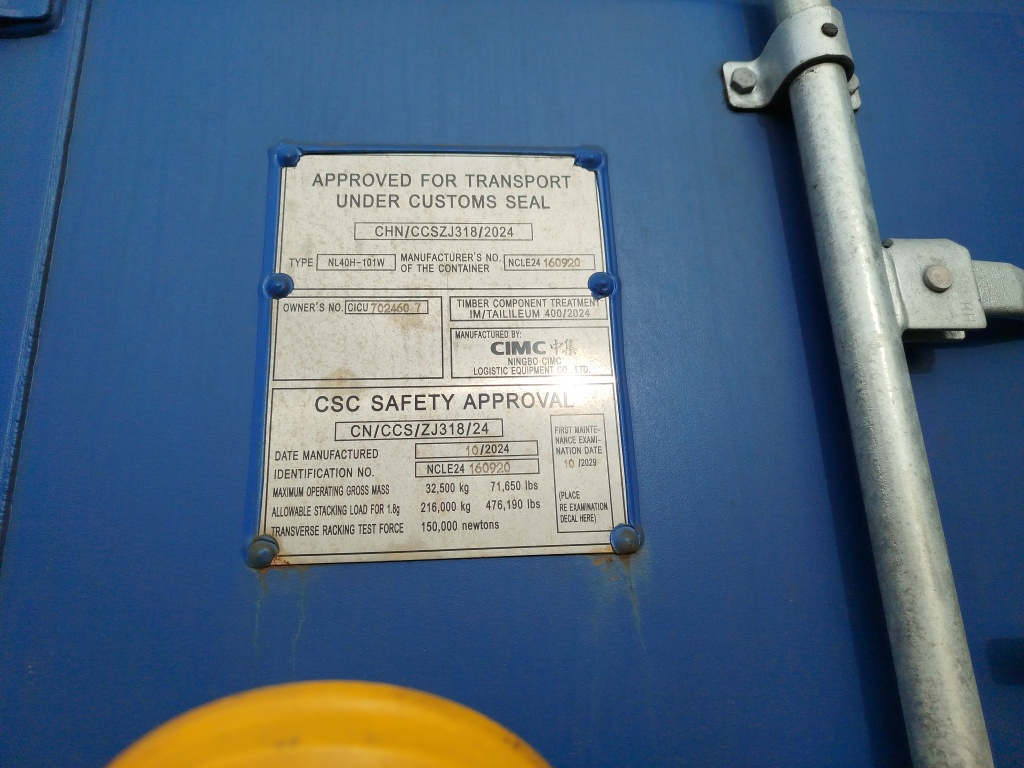 APPROVED FOR TRANSPORT
UNDER CUSTOMS SEAL
CHN/CCSZJ318/2024
TYPE NL40H-101W MANUFACTURER'S NO. OF THE CONTAINER NCLE24 160920
OWNER'S NO. CICU 702460 7
TIMBER COMPONENT TREATMENT
IM/TAILILEUM 400/2024
MANUFACTURED BY:
CIMC 中集
NINGBO CIMC
LOGISTIC EQUIPMENT CO., LTD.
CSC SAFETY APPROVAL
CN/CCS/ZJ318/24
DATE MANUFACTURED 10/2024
IDENTIFICATION NO. NCLE24 160920
MAXIMUM OPERATING GROSS MASS 32,500 kg 71,650 lbs
ALLOWABLE STACKING LOAD FOR 1.8g 216,000 kg 476,190 lbs
TRANSVERSE RACKING TEST FORCE 150,000 newtons
FIRST MAINTE-
NANCE EXAMI-
NATION DATE
10 /2029
(PLACE
RE EXAMINATION
DECAL HERE)